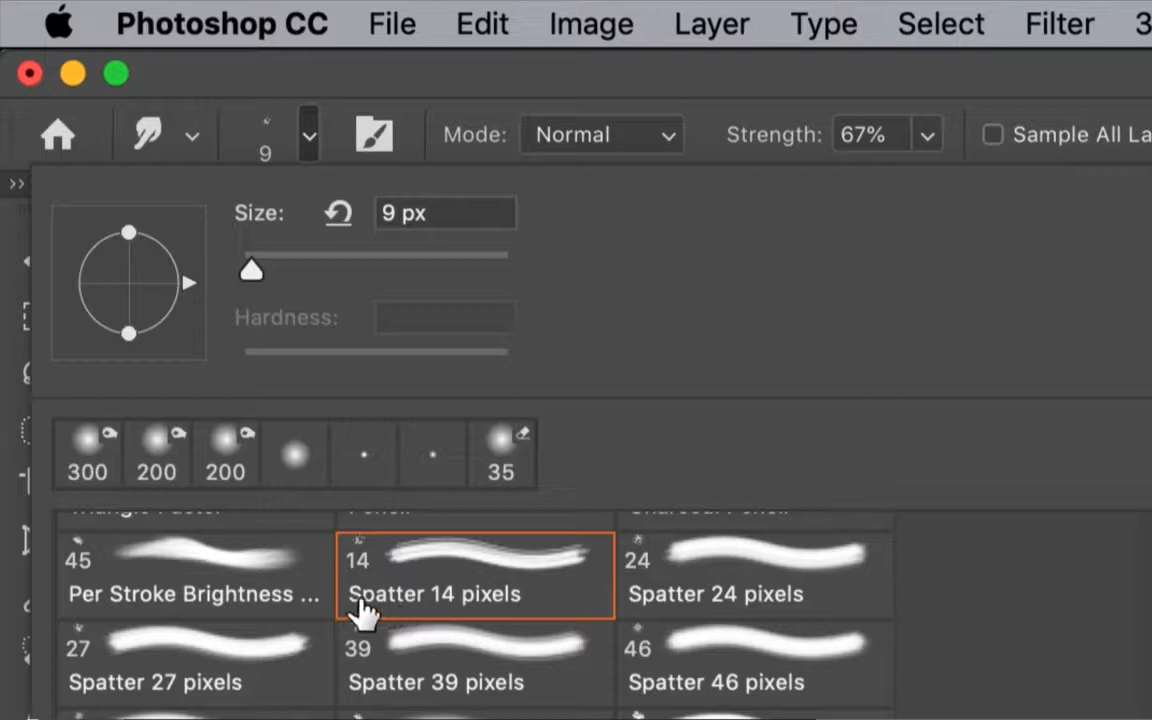 Photoshop CC File Edit Image Layer Type Select Filter 3
9 Mode: Normal Strength: 67% Sample All La
Size: 9 px
Hardness:
300 200 200 35
45 14 24
Per Stroke Brightness ... Spatter 14 pixels Spatter 24 pixels
27 39 46
Spatter 27 pixels Spatter 39 pixels Spatter 46 pixels